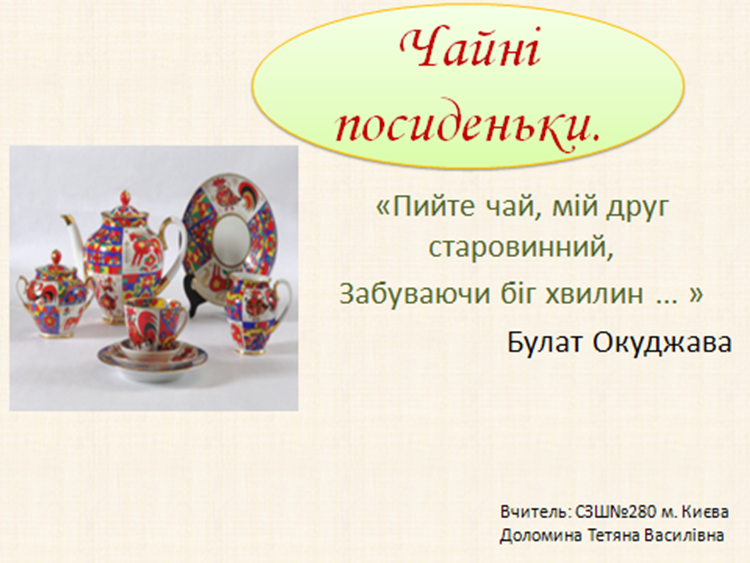 Чайні
посиденьки.
«Пийте чай, мій друг
старовинний,
Забуваючи біг хвилин ... »
Булат Окуджава
Вчитель: СЗШ№280 м. Києва
Доломина Тетяна Василівна